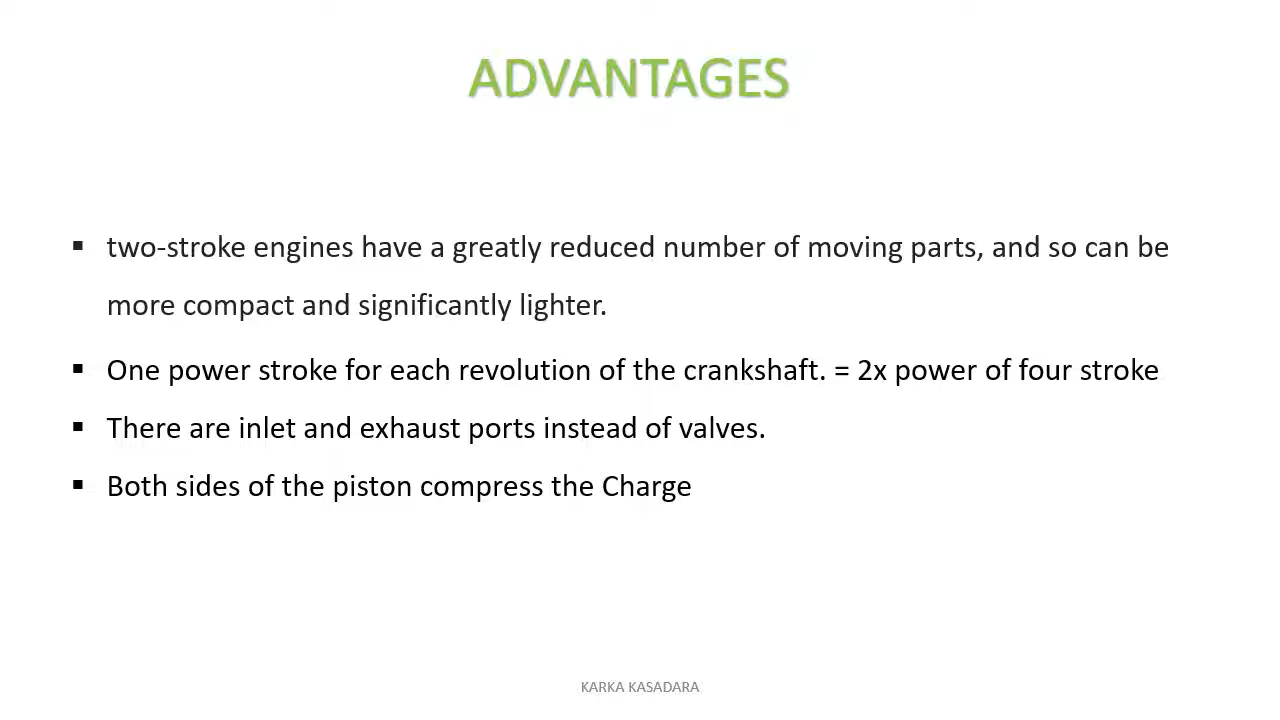 ADVANTAGES
▪ two-stroke engines have a greatly reduced number of moving parts, and so can be
more compact and significantly lighter.
▪ One power stroke for each revolution of the crankshaft. = 2x power of four stroke
▪ There are inlet and exhaust ports instead of valves.
▪ Both sides of the piston compress the Charge
KARKA KASADARA